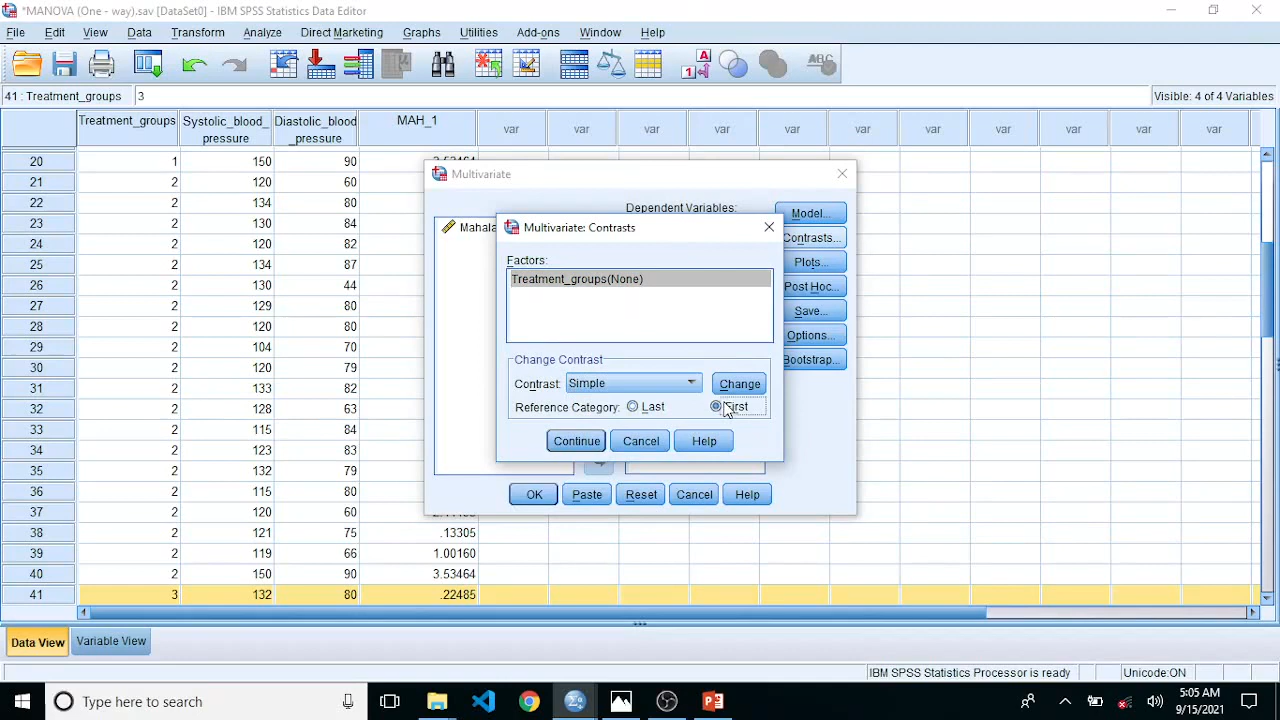 *MANOVA (One - way).sav [DataSet0] - IBM SPSS Statistics Data Editor
File Edit View Data Transform Analyze Direct Marketing Graphs Utilities Add-ons Window Help
41 : Treatment_groups 3 Visible: 4 of 4 Variables
Treatment_groups Systolic_blood_pressure Diastolic_blood_pressure MAH_1 var var var var var var var var var var var
20 1 150 90
21 2 120 60
22 2 134 80
23 2 130 84
24 2 120 82
25 2 134 87
26 2 130 44
27 2 129 80
28 2 120 80
29 2 104 70
30 2 120 79
31 2 133 82
32 2 128 63
33 2 115 84
34 2 123 83
35 2 132 79
36 2 115 80
37 2 120 60
38 2 121 75 .13305
39 2 119 66 1.00160
40 2 150 90 3.53464
41 3 132 80 .22485
Multivariate
Dependent Variables:
Mahala
Model...
Contrasts...
Plots...
Post Hoc...
Save...
Options...
Bootstrap...
OK Paste Reset Cancel Help
Multivariate: Contrasts
Factors:
Treatment_groups(None)
Change Contrast
Contrast: Simple Change
Reference Category: Last First
Continue Cancel Help
Data View Variable View
IBM SPSS Statistics Processor is ready Unicode:ON
Type here to search
5:05 AM
9/15/2021